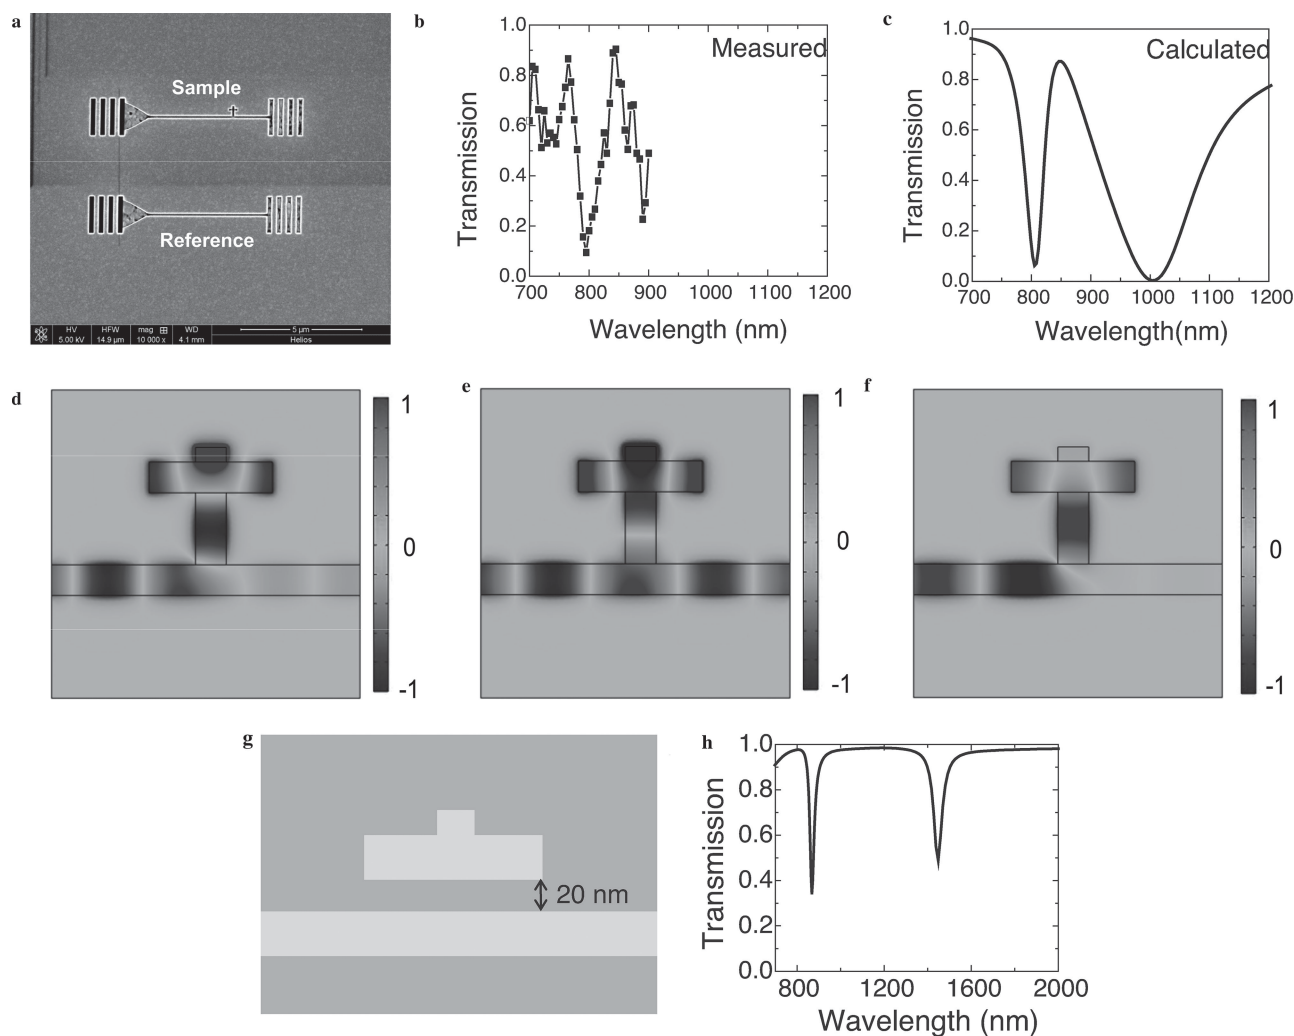 a
Sample
Reference
HV HFW mag WD 5 µm
5.00 kV 14.9 µm 10 000 x 4.1 mm Helios
b
Measured
Transmission
1.0
0.8
0.6
0.4
0.2
0.0
700 800 900 1000 1100 1200
Wavelength (nm)
c
Calculated
Transmission
1.0
0.8
0.6
0.4
0.2
0.0
700 800 900 1000 1100 1200
Wavelength(nm)
d
1
0
-1
e
1
0
-1
f
1
0
-1
g
20 nm
h
Transmission
1.0
0.8
0.6
0.4
0.2
0.0
800 1200 1600 2000
Wavelength (nm)